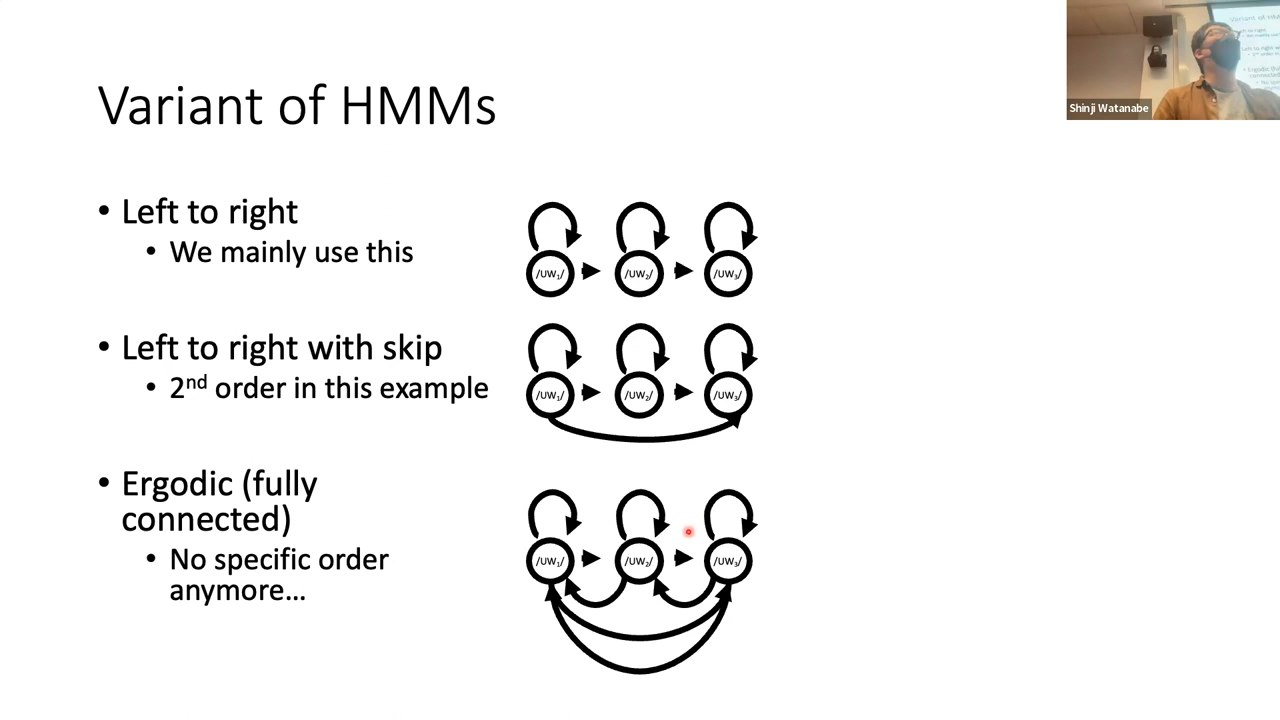 Variant of HMMs
• Left to right
• We mainly use this
/UW₁/ /UW₂/ /UW₃/
• Left to right with skip
• 2nd order in this example
/UW₁/ /UW₂/ /UW₃/
• Ergodic (fully
connected)
• No specific order
anymore...
/UW₁/ /UW₂/ /UW₃/
Shinji Watanabe